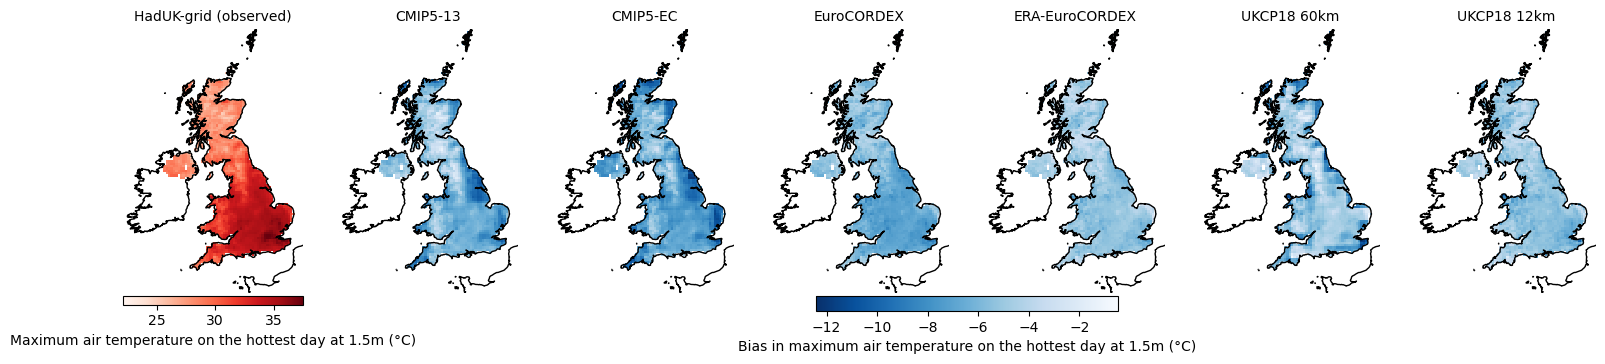 HadUK-grid (observed)
CMIP5-13
CMIP5-EC
EuroCORDEX
ERA-EuroCORDEX
UKCP18 60km
UKCP18 12km
25 30 35
Maximum air temperature on the hottest day at 1.5m (°C)
−12 −10 −8 −6 −4 −2
Bias in maximum air temperature on the hottest day at 1.5m (°C)